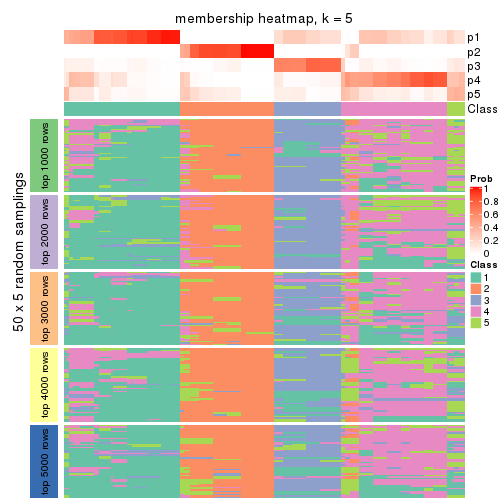 membership heatmap, k = 5
p1
p2
p3
p4
p5
Class
50 x 5 random samplings
top 1000 rows
top 2000 rows
top 3000 rows
top 4000 rows
top 5000 rows
Prob
1
0.8
0.6
0.4
0.2
0
Class
1
2
3
4
5